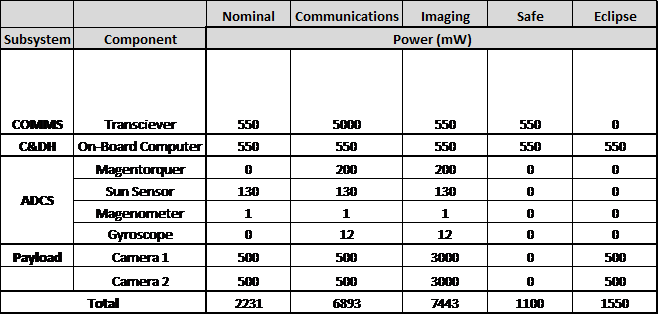 Nominal Communications Imaging Safe Eclipse
Subsystem Component Power (mW)
COMMS Transciever 550 5000 550 550 0
C&DH On-Board Computer 550 550 550 550 550
ADCS Magentorquer 0 200 200 0 0
Sun Sensor 130 130 130 0 0
Magenometer 1 1 1 0 0
Gyroscope 0 12 12 0 0
Payload Camera 1 500 500 3000 0 500
Camera 2 500 500 3000 0 500
Total 2231 6893 7443 1100 1550